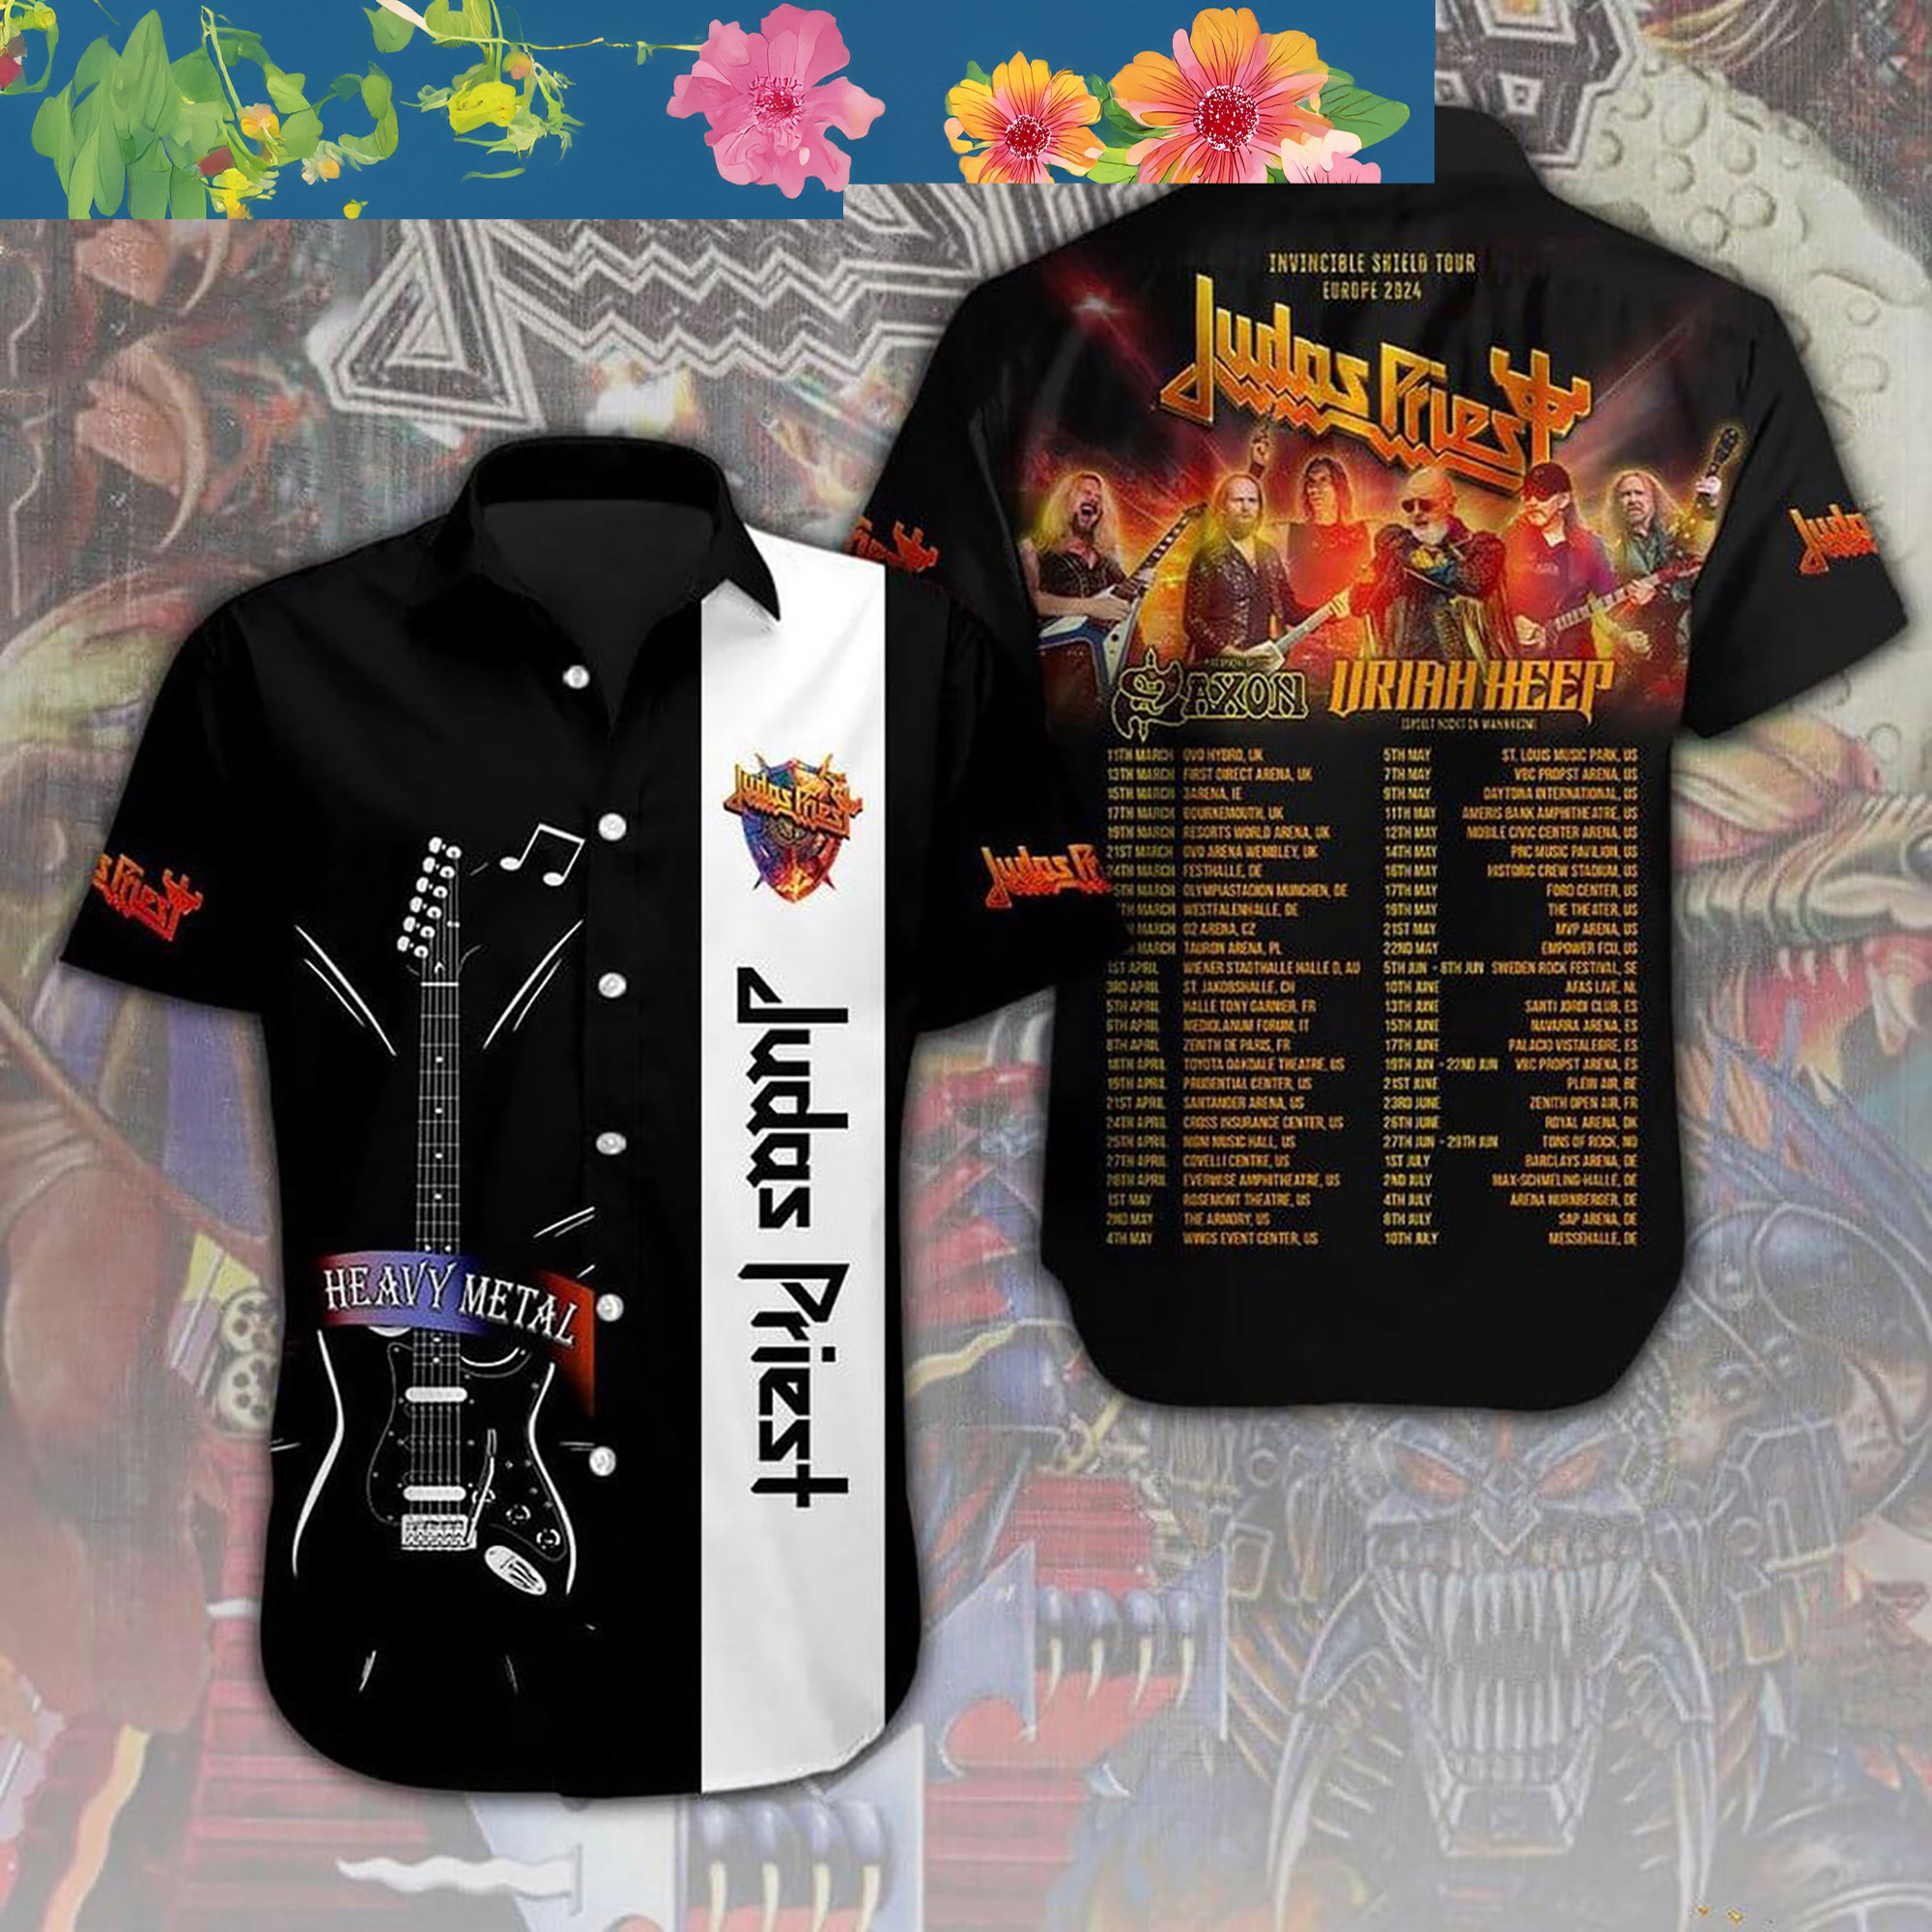 INVINCIBLE SHIELD TOUR
EUROPE 2024
Judas Priest
SAXON
URIAH HEEP
Judas
Priest
Judas Priest
Judas Pri
HEAVY METAL
Judas Priest
11TH MARCH OVO HYDRO, UK
13TH MARCH FIRST DIRECT ARENA, UK
15TH MARCH 3ARENA, IE
17TH MARCH BOURNEMOUTH, UK
19TH MARCH RESORTS WORLD ARENA, UK
21ST MARCH OVO ARENA WEMBLEY, UK
24TH MARCH FESTHALLE, DE
5TH MARCH OLYMPIASTADION MUNCHEN, DE
TH MARCH WESTFALENHALLE, DE
MARCH O2 ARENA, CZ
MARCH TAURON ARENA, PL
1ST APRIL WIENER STADTHALLE HALLE D, AU
3RD APRIL ST. JAKOBSHALLE, CH
5TH APRIL HALLE TONY GARNIER, FR
6TH APRIL MEDIOLANUM FORUM, IT
8TH APRIL ZENITH DE PARIS, FR
18TH APRIL TOYOTA OAKDALE THEATRE, US
19TH APRIL PRUDENTIAL CENTER, US
21ST APRIL SANTANDER ARENA, US
24TH APRIL CROSS INSURANCE CENTER, US
25TH APRIL MGM MUSIC HALL, US
27TH APRIL COVELLI CENTRE, US
28TH APRIL EVERWISE AMPHITHEATRE, US
1ST MAY ROSEMONT THEATRE, US
2ND MAY THE ARMORY, US
4TH MAY WINGS EVENT CENTER, US
5TH MAY ST. LOUIS MUSIC PARK, US
7TH MAY VBC PROPST ARENA, US
9TH MAY DAYTONA INTERNATIONAL, US
11TH MAY AMERIS BANK AMPHITHEATRE, US
12TH MAY MOBILE CIVIC CENTER ARENA, US
14TH MAY PNC MUSIC PAVILION, US
16TH MAY HISTORIC CREW STADIUM, US
17TH MAY FORD CENTER, US
19TH MAY THE THEATER, US
21ST MAY MVP ARENA, US
22ND MAY EMPOWER FCU, US
5TH JUN - 8TH JUN SWEDEN ROCK FESTIVAL, SE
10TH JUNE AFAS LIVE, NL
13TH JUNE SANTI JORDI CLUB, ES
15TH JUNE NAVARRA ARENA, ES
17TH JUNE PALACIO VISTALEGRE, ES
19TH JUN - 22ND JUN VBC PROPST ARENA, ES
21ST JUNE PLEIN AIR, BE
23RD JUNE ZENITH OPEN AIR, FR
26TH JUNE ROYAL ARENA, DK
27TH JUN - 29TH JUN TONS OF ROCK, NO
1ST JULY BARCLAYS ARENA, DE
2ND JULY MAX-SCHMELING-HALLE, DE
4TH JULY ARENA NURNBERGER, DE
8TH JULY SAP ARENA, DE
10TH JULY MESSEHALLE, DE